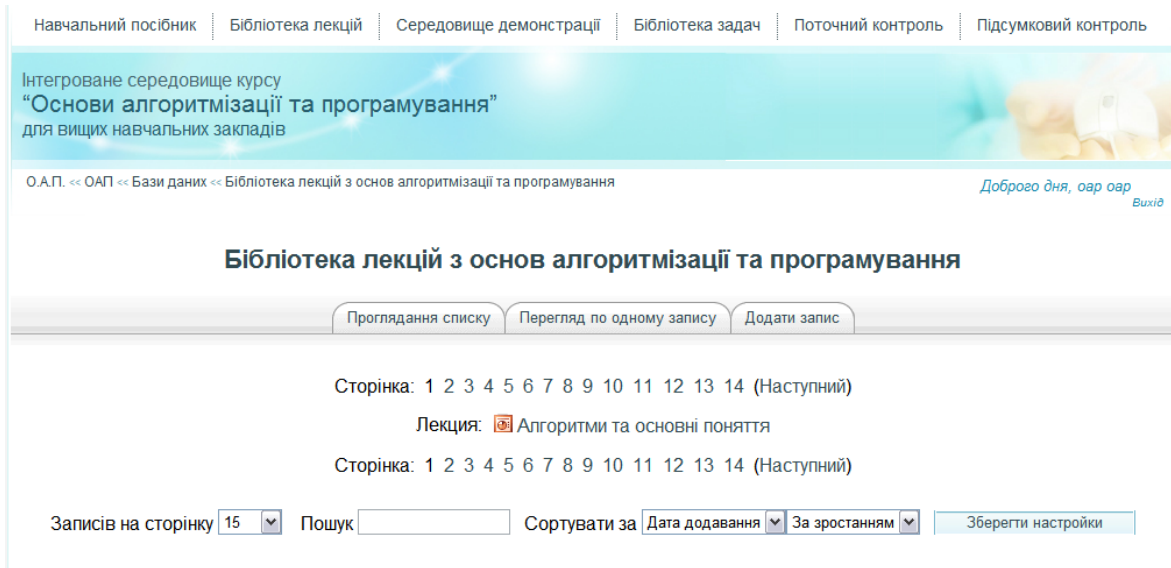 Навчальний посібник Бібліотека лекцій Середовище демонстрації Бібліотека задач Поточний контроль Підсумковий контроль
Інтегроване середовище курсу
“Основи алгоритмізації та програмування”
для вищих навчальних закладів
О.А.П. << ОАП << Бази даних << Бібліотека лекцій з основ алгоритмізації та програмування
Доброго дня, oap oap
Вихід
Бібліотека лекцій з основ алгоритмізації та програмування
Проглядання списку Перегляд по одному запису Додати запис
Сторінка: 1 2 3 4 5 6 7 8 9 10 11 12 13 14 (Наступний)
Лекция: Алгоритми та основні поняття
Сторінка: 1 2 3 4 5 6 7 8 9 10 11 12 13 14 (Наступний)
Записів на сторінку 15 Пошук Сортувати за Дата додавання За зростанням Зберегти настройки